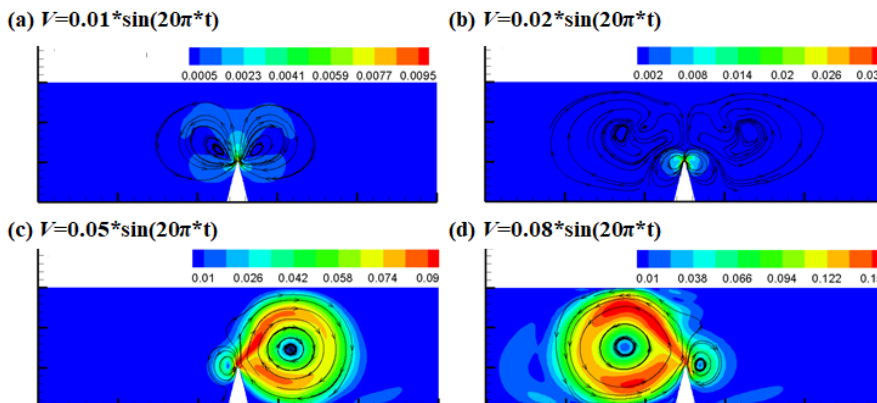 (a) V=0.01*sin(20π*t)
(b) V=0.02*sin(20π*t)
0.0005 0.0023 0.0041 0.0059 0.0077 0.0095
0.002 0.008 0.014 0.02 0.026
(c) V=0.05*sin(20π*t)
(d) V=0.08*sin(20π*t)
0.01 0.026 0.042 0.058 0.074 0.09
0.01 0.038 0.066 0.094 0.122